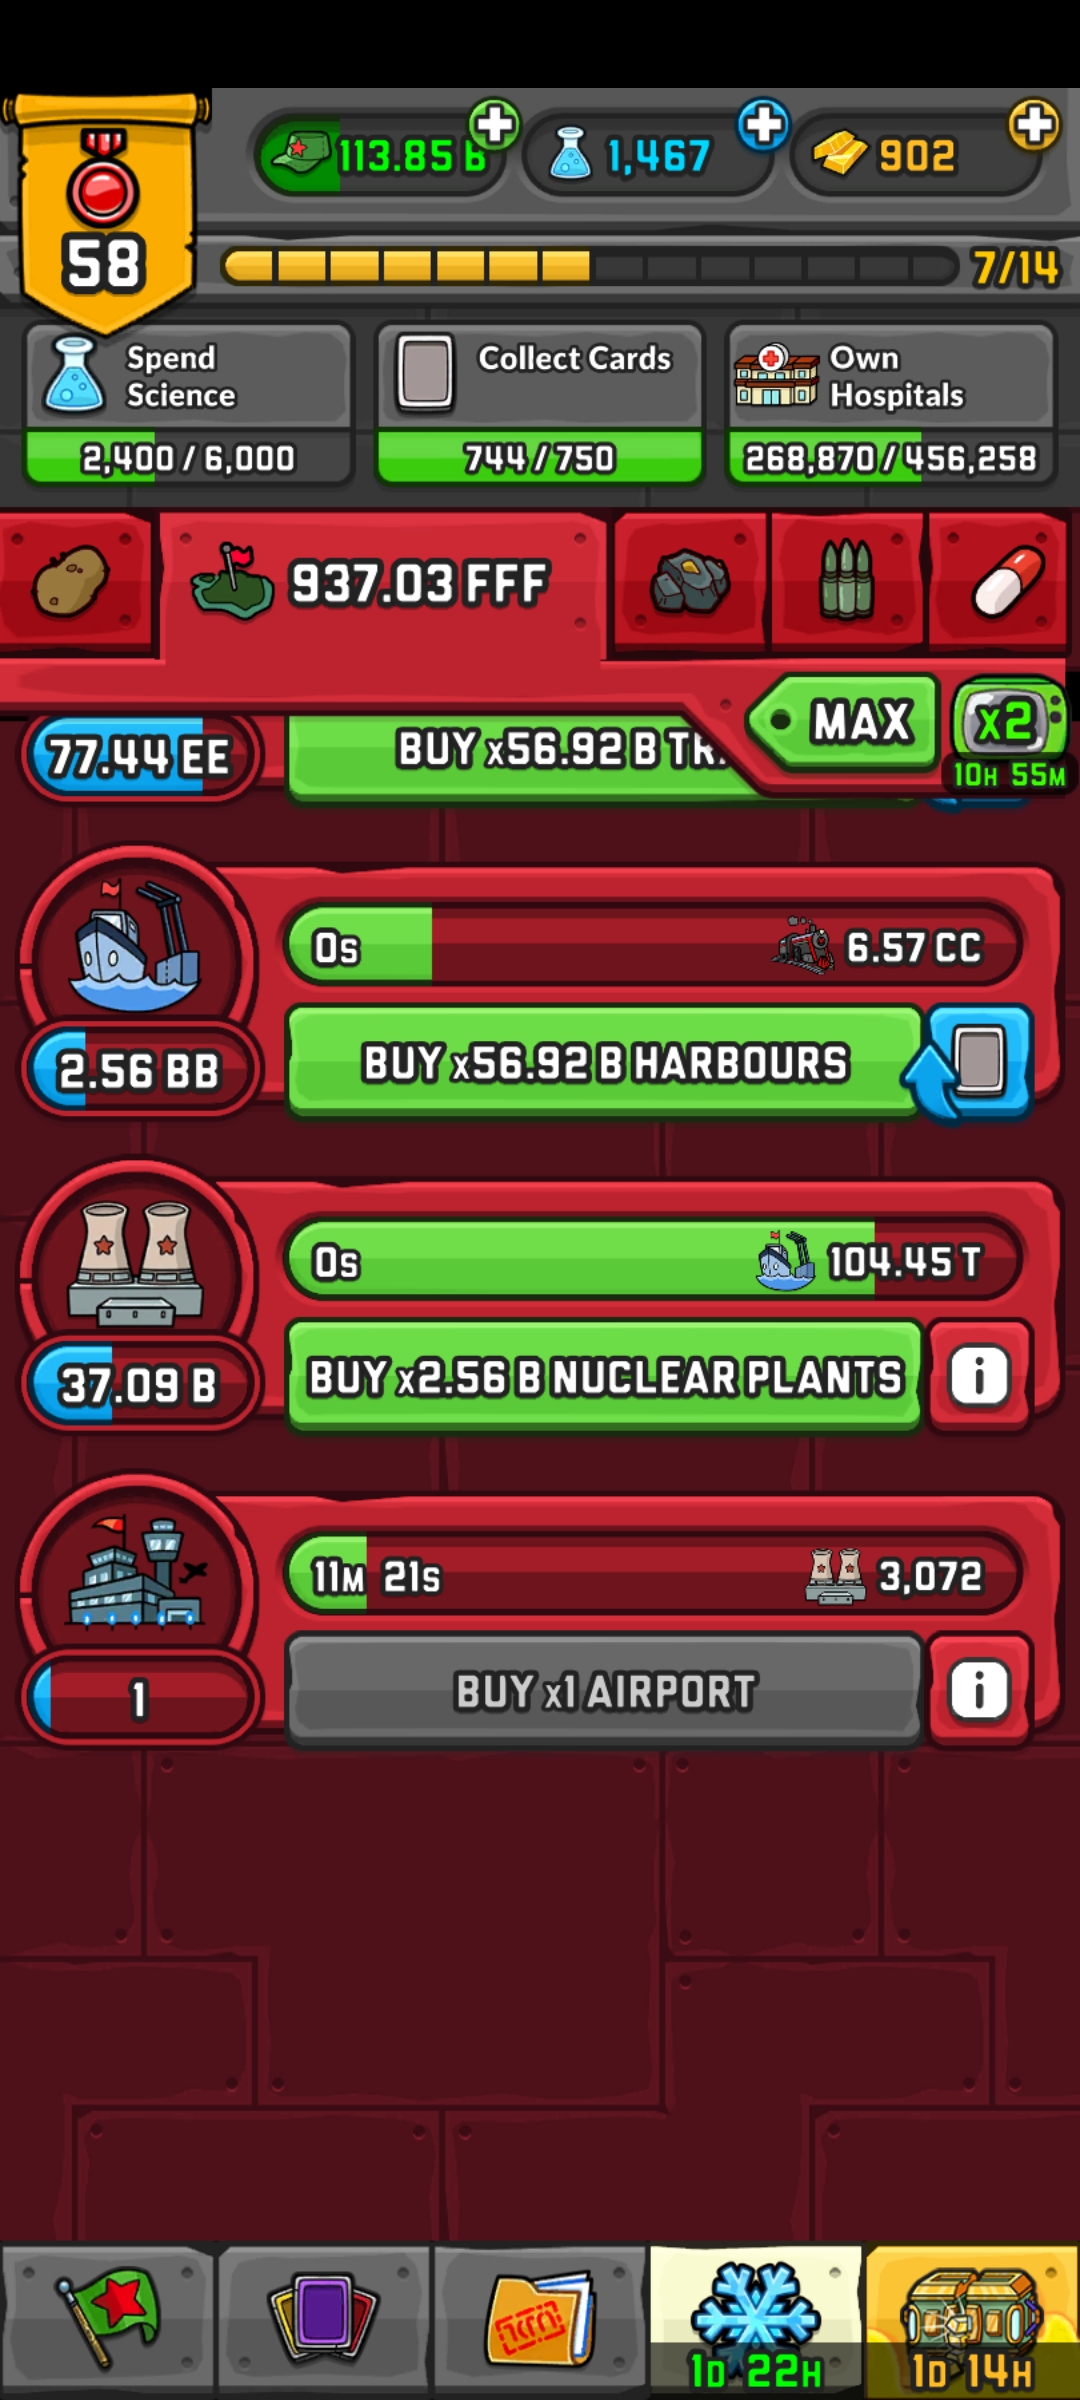 113.85 B
1,467
902
58
7/14
Spend
Science
Collect Cards
Own
Hospitals
2,400 / 6,000
744 / 750
268,870 / 456,258
937.03 FFF
MAX
x2
10H 55M
77.44 EE
BUY x56.92 B TR
0s
6.57 CC
2.56 BB
BUY x56.92 B HARBOURS
0s
104.45 T
37.09 B
BUY x2.56 B NUCLEAR PLANTS
i
11M 21s
3,072
1
BUY x1 AIRPORT
i
1D 22H
1D 14H